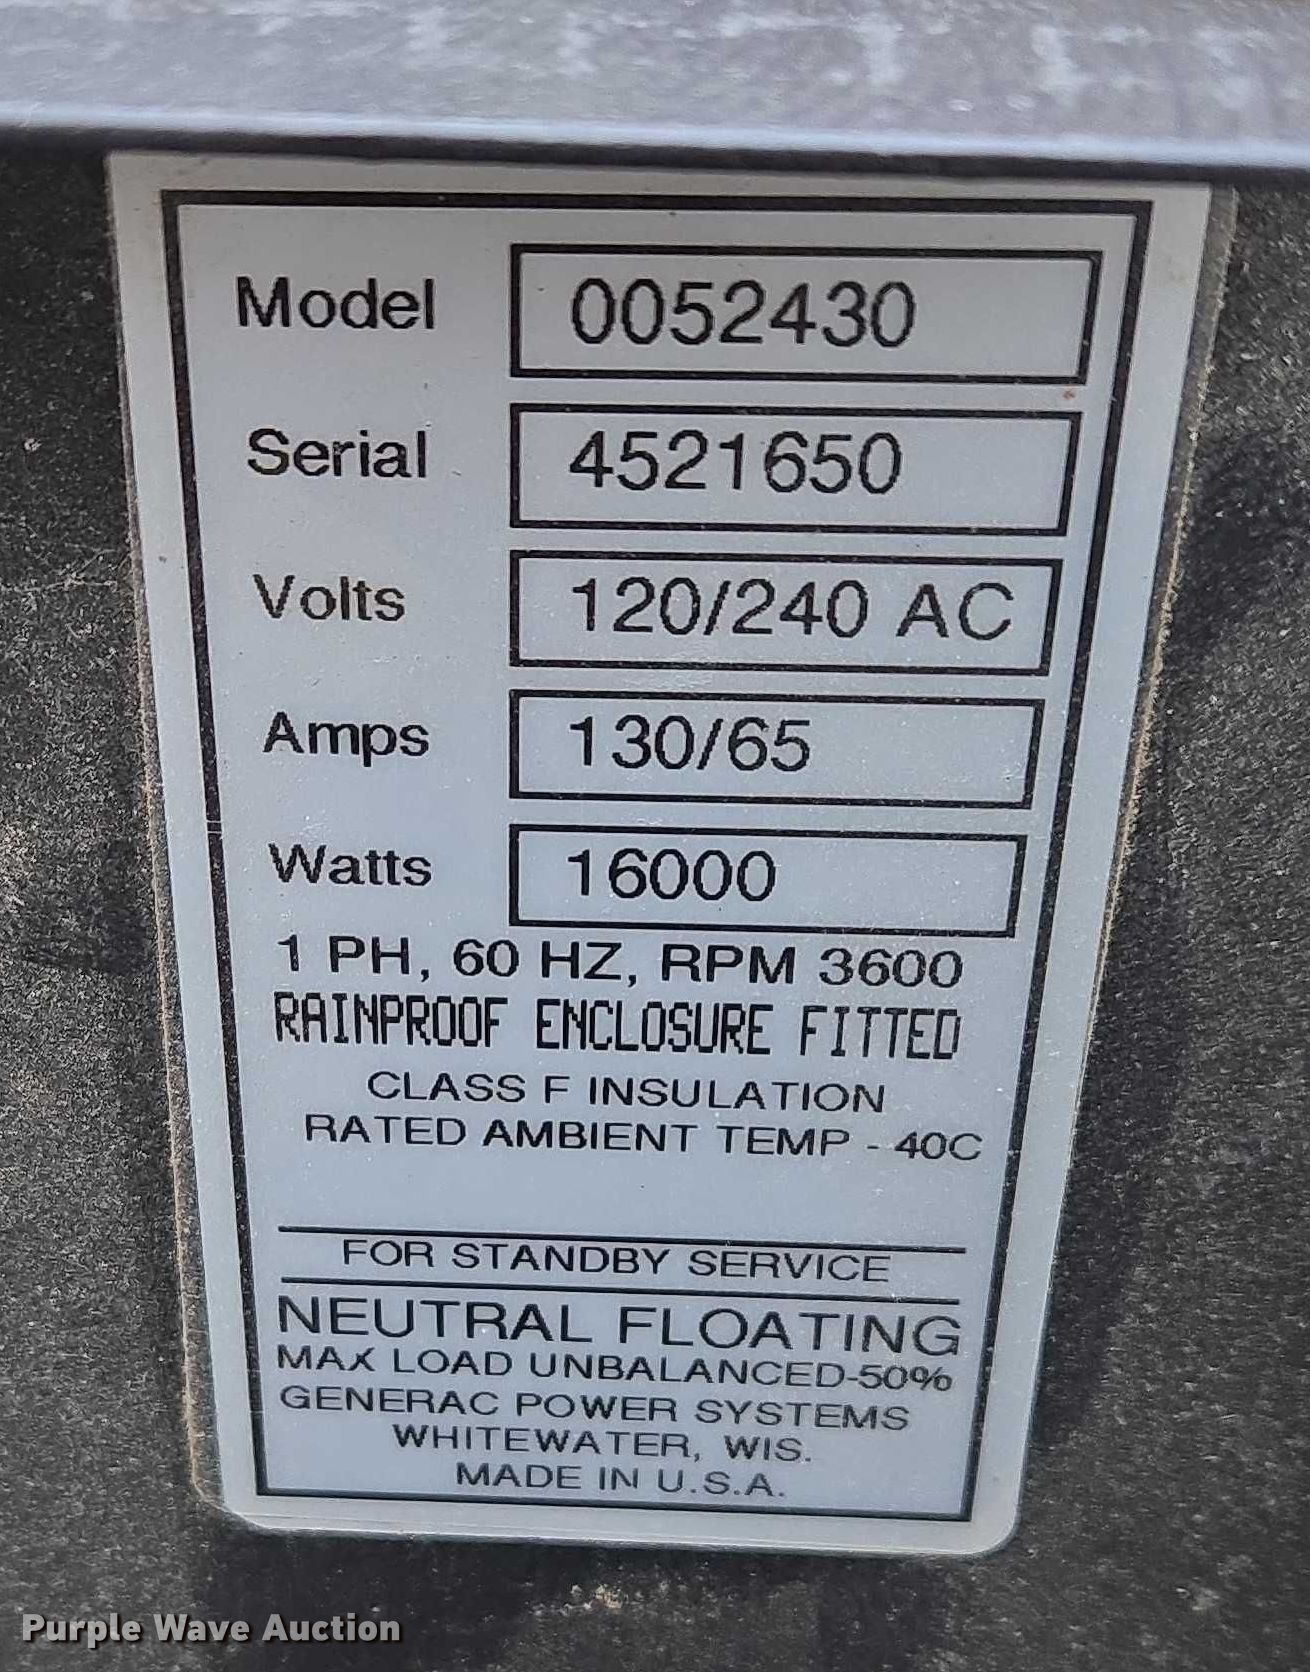 Model 0052430
Serial 4521650
Volts 120/240 AC
Amps 130/65
Watts 16000
1 PH, 60 HZ, RPM 3600
RAINPROOF ENCLOSURE FITTED
CLASS F INSULATION
RATED AMBIENT TEMP - 40C
FOR STANDBY SERVICE
NEUTRAL FLOATING
MAX LOAD UNBALANCED-50%
GENERAC POWER SYSTEMS
WHITEWATER, WIS.
MADE IN U.S.A.
Purple Wave Auction